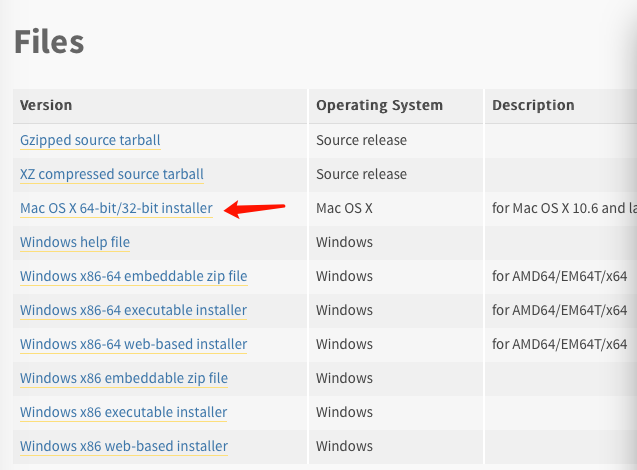 Files
Version Operating System Description
Gzipped source tarball Source release
XZ compressed source tarball Source release
Mac OS X 64-bit/32-bit installer Mac OS X for Mac OS X 10.6 and
Windows help file Windows
Windows x86-64 embeddable zip file Windows for AMD64/EM64T/x64
Windows x86-64 executable installer Windows for AMD64/EM64T/x64
Windows x86-64 web-based installer Windows for AMD64/EM64T/x64
Windows x86 embeddable zip file Windows
Windows x86 executable installer Windows
Windows x86 web-based installer Windows